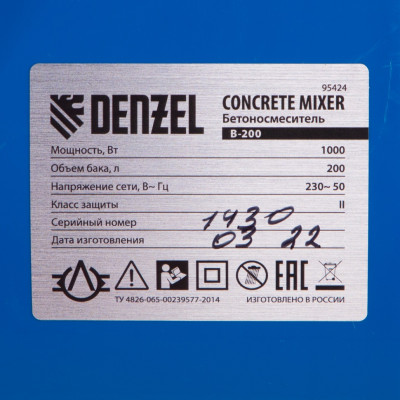 95424
DENZEL CONCRETE MIXER
Бетоносмеситель
B-200
Мощность, Вт 1000
Объем бака, л 200
Напряжение сети, В~ Гц 230~ 50
Класс защиты II
Серийный номер 1430
Дата изготовления 03 22
EAC
ТУ 4826-065-00239577-2014 ИЗГОТОВЛЕНО В РОССИИ